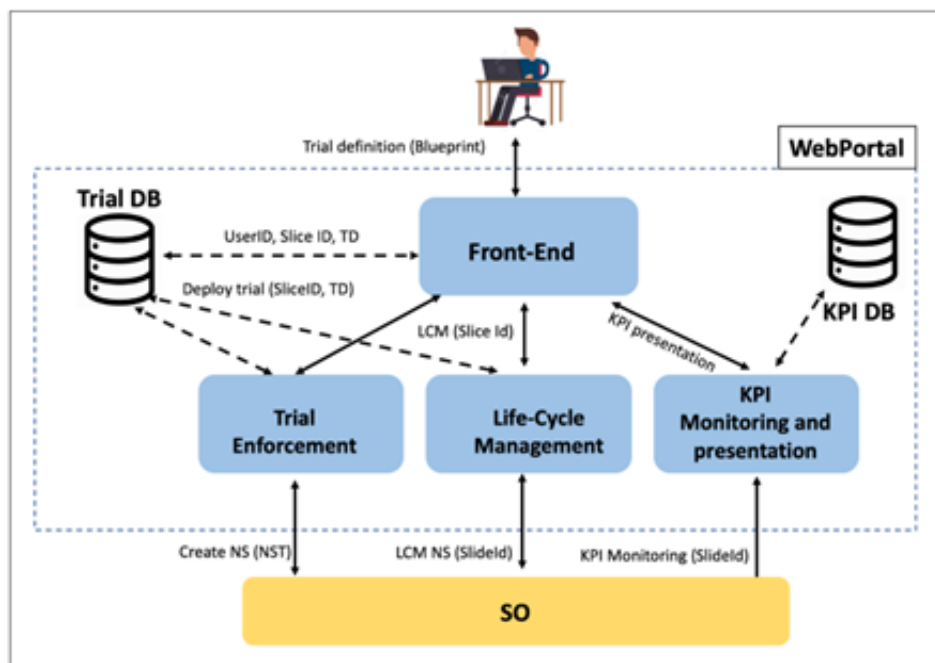 Trial definition (Blueprint)
WebPortal
Trial DB
UserID, Slice ID, TD
Front-End
Deploy trial (SliceID, TD)
KPI DB
LCM (Slice Id)
KPI presentation
Trial
Enforcement
Life-Cycle
Management
KPI
Monitoring and
presentation
Create NS (NST)
LCM NS (SlideId)
KPI Monitoring (SlideId)
SO